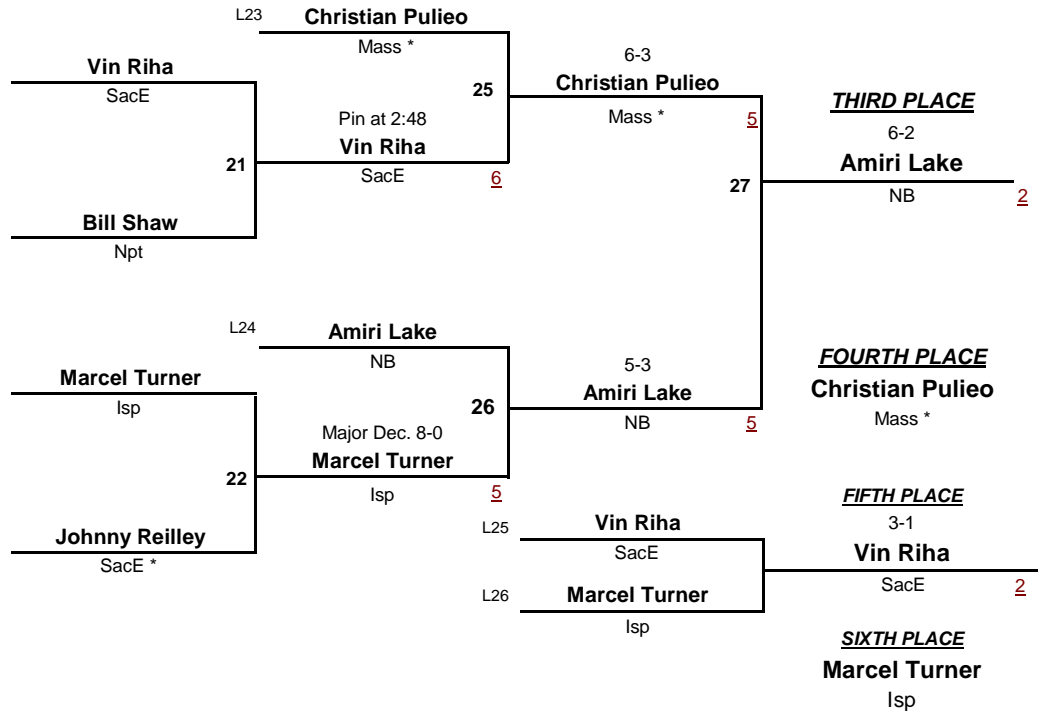 L23
Christian Pulieo
Mass *
Vin Riha
SacE
25
6-3
Christian Pulieo
Mass *
5
THIRD PLACE
6-2
Amiri Lake
NB
2
Pin at 2:48
Vin Riha
SacE
6
21
27
Bill Shaw
Npt
L24
Amiri Lake
NB
Marcel Turner
Isp
26
5-3
Amiri Lake
NB
5
FOURTH PLACE
Christian Pulieo
Mass *
Major Dec. 8-0
Marcel Turner
Isp
5
22
Johnny Reilley
SacE *
L25
Vin Riha
SacE
FIFTH PLACE
3-1
Vin Riha
SacE
2
L26
Marcel Turner
Isp
SIXTH PLACE
Marcel Turner
Isp